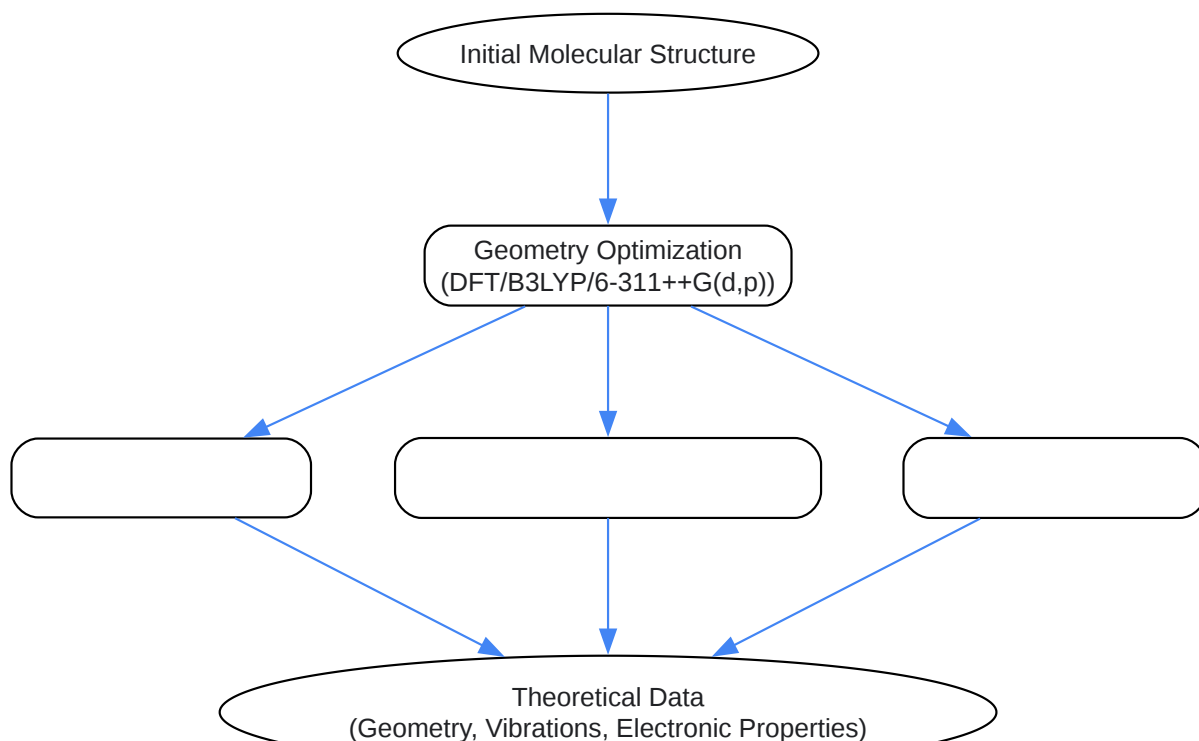 Initial Molecular Structure
Geometry Optimization
(DFT/B3LYP/6-311++G(d,p))
Theoretical Data
(Geometry, Vibrations, Electronic Properties)